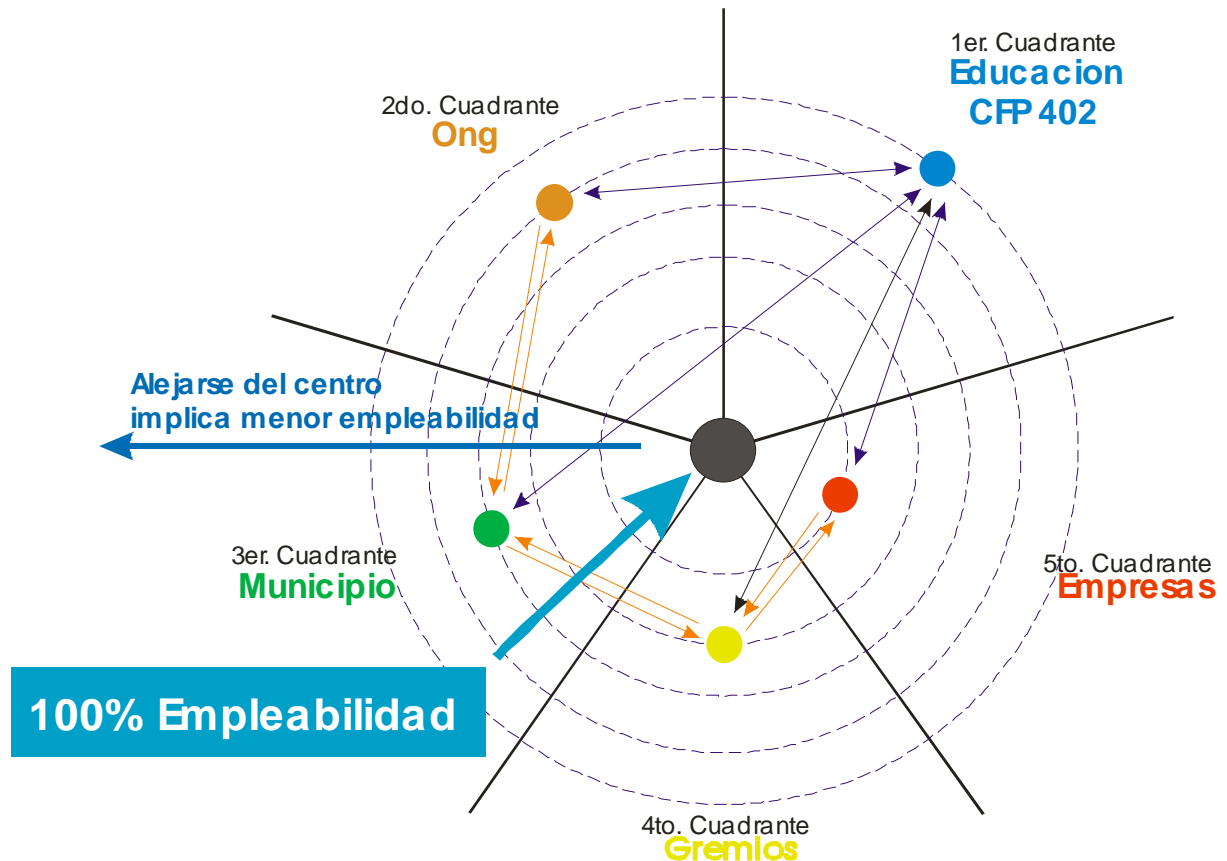 1er. Cuadrante
Educacion
CFP 402
2do. Cuadrante
Ong
Alejarse del centro
implica menor empleabilidad
3er. Cuadrante
Municipio
5to. Cuadrante
Empresas
100% Empleabilidad
4to. Cuadrante
Gremios